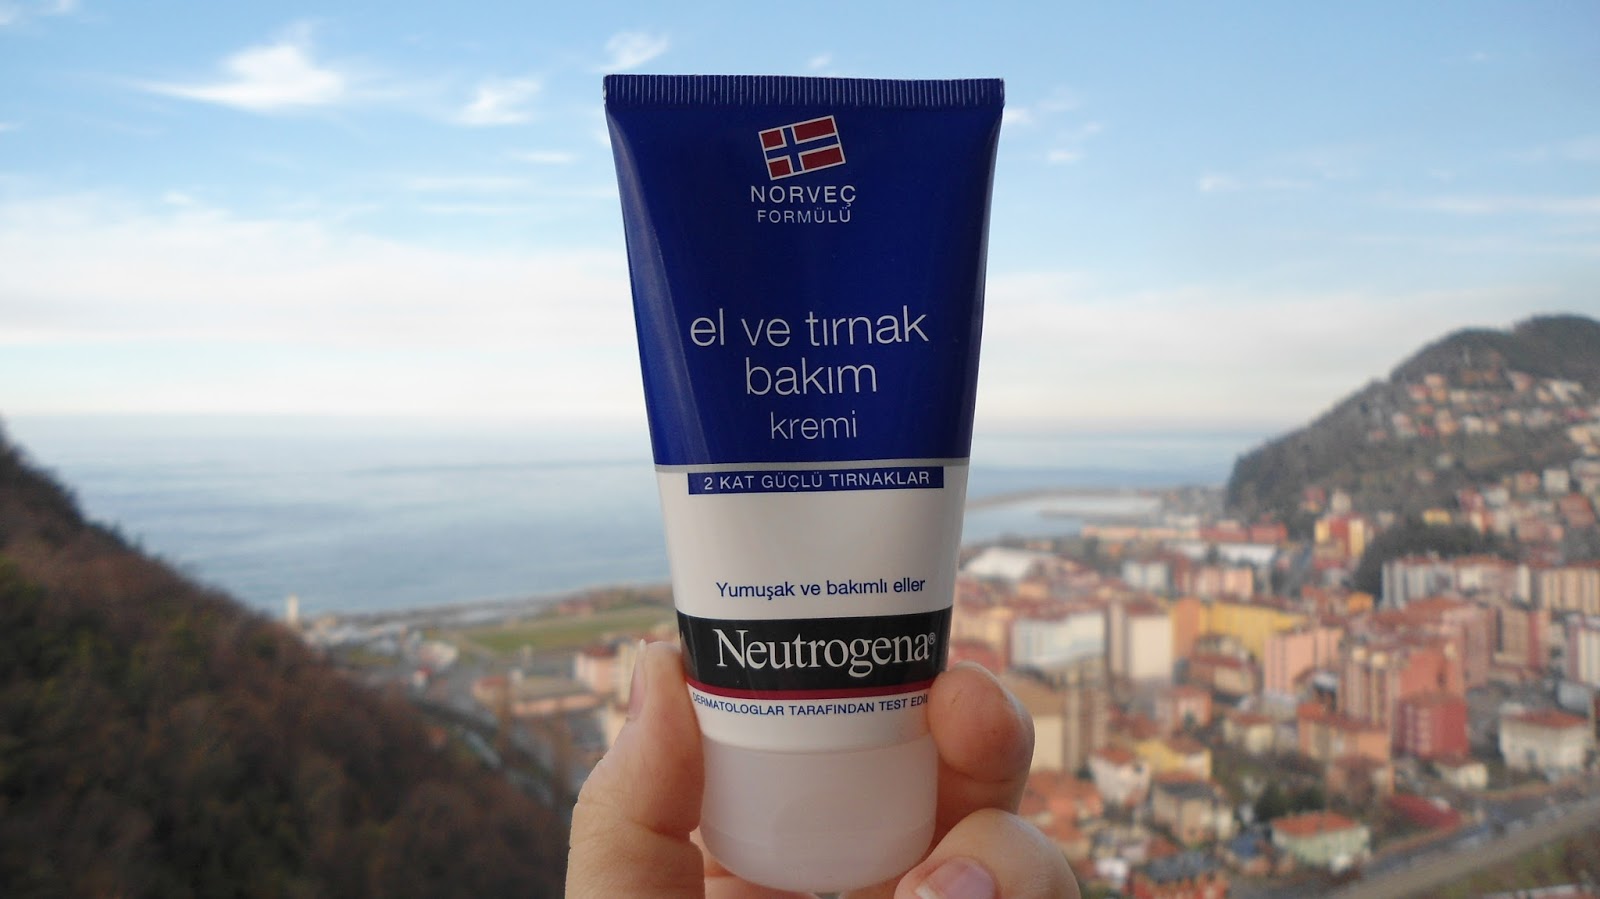 NORVEÇ
FORMÜLÜ
el ve tırnak
bakım
kremi
2 KAT GÜÇLÜ TIRNAKLAR
Yumuşak ve bakımlı eller
Neutrogena®
DERMATOLOGLAR TARAFINDAN TEST